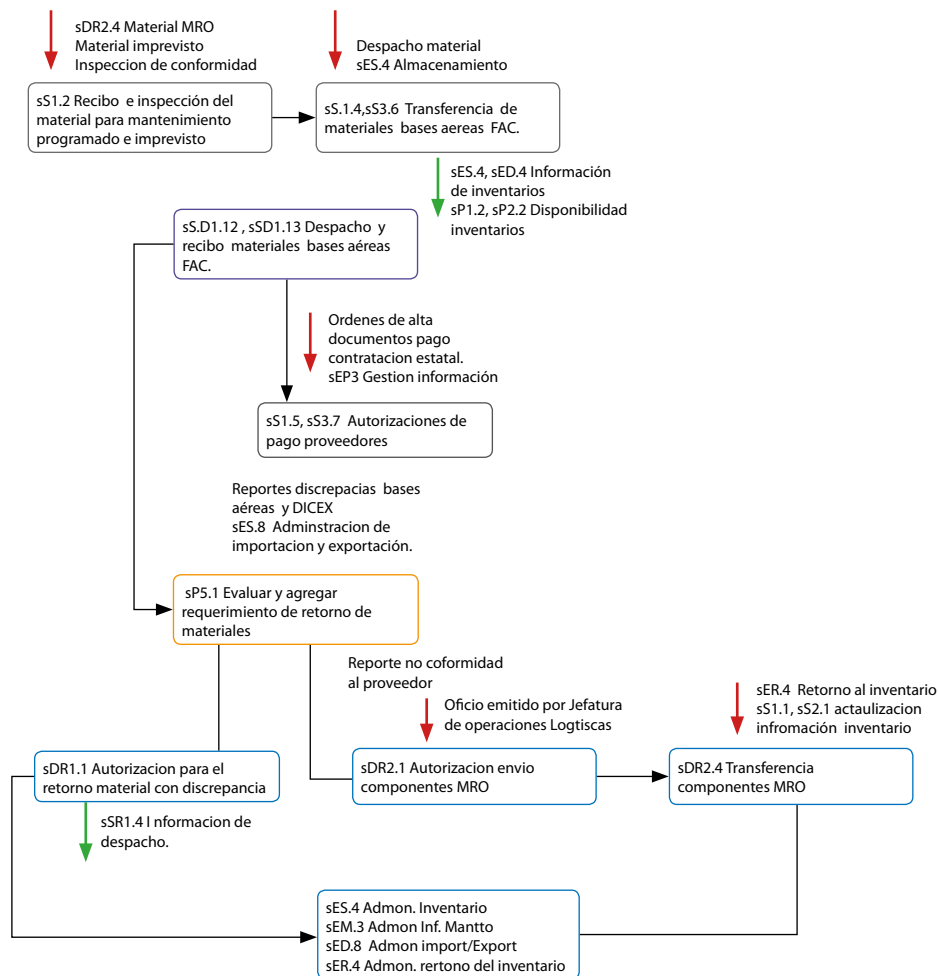 sDR2.4 Material MRO
Material imprevisto
Inspeccion de conformidad
Despacho material
sES.4 Almacenamiento
sS1.2 Recibo e inspección del
material para mantenimiento
programado e imprevisto
sS.1.4,sS3.6 Transferencia de
materiales bases aereas FAC.
sES.4, sED.4 Información
de inventarios
sP1.2, sP2.2 Disponibilidad
inventarios
sS.D1.12 , sSD1.13 Despacho y
recibo materiales bases aéreas
FAC.
Ordenes de alta
documentos pago
contratacion estatal.
sEP3 Gestion información
sS1.5, sS3.7 Autorizaciones de
pago proveedores
Reportes discrepacias bases
aéreas y DICEX
sES.8 Adminstracion de
importacion y exportación.
sP5.1 Evaluar y agregar
requerimiento de retorno de
materiales
Reporte no coformidad
al proveedor
Oficio emitido por Jefatura
de operaciones Logtiscas
sER.4 Retorno al inventario
sS1.1, sS2.1 actaulizacion
infromación inventario
sDR1.1 Autorizacion para el
retorno material con discrepancia
sDR2.1 Autorizacion envio
componentes MRO
sDR2.4 Transferencia
componentes MRO
sSR1.4 I nformacion de
despacho.
sES.4 Admon. Inventario
sEM.3 Admon Inf. Mantto
sED.8 Admon import/Export
sER.4 Admon. rertono del inventario